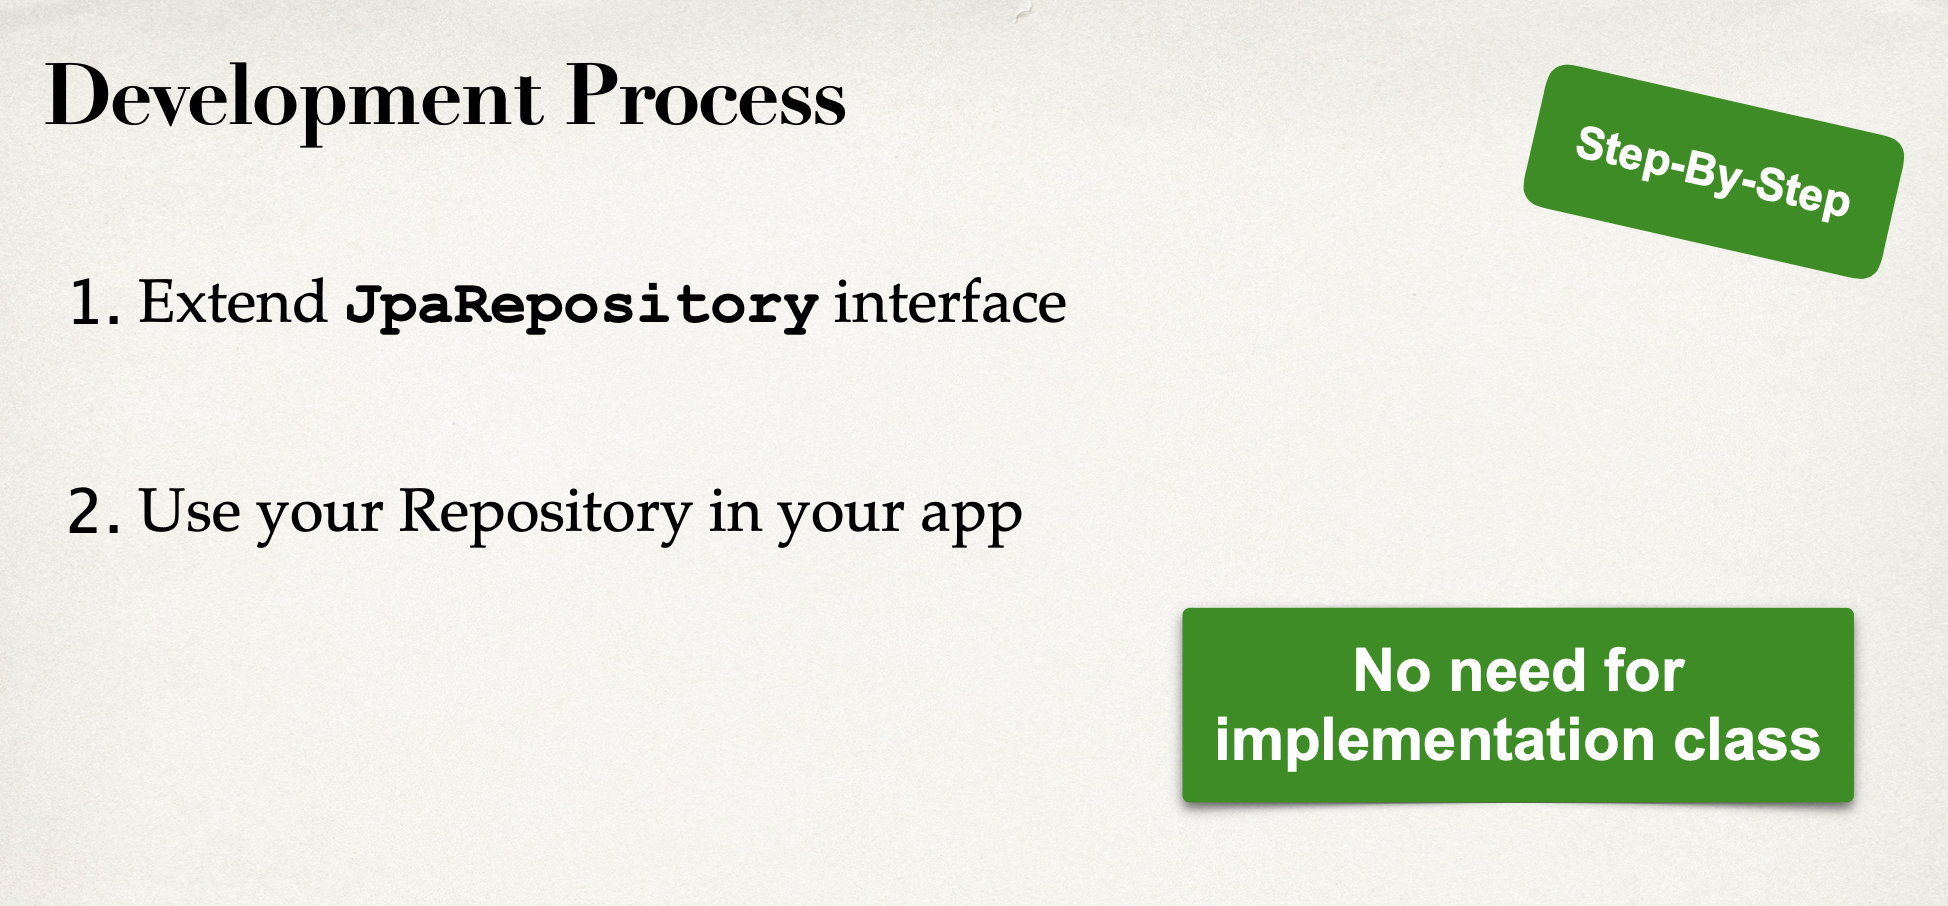 Development Process
Step-By-Step
1. Extend JpaRepository interface
2. Use your Repository in your app
No need for
implementation class